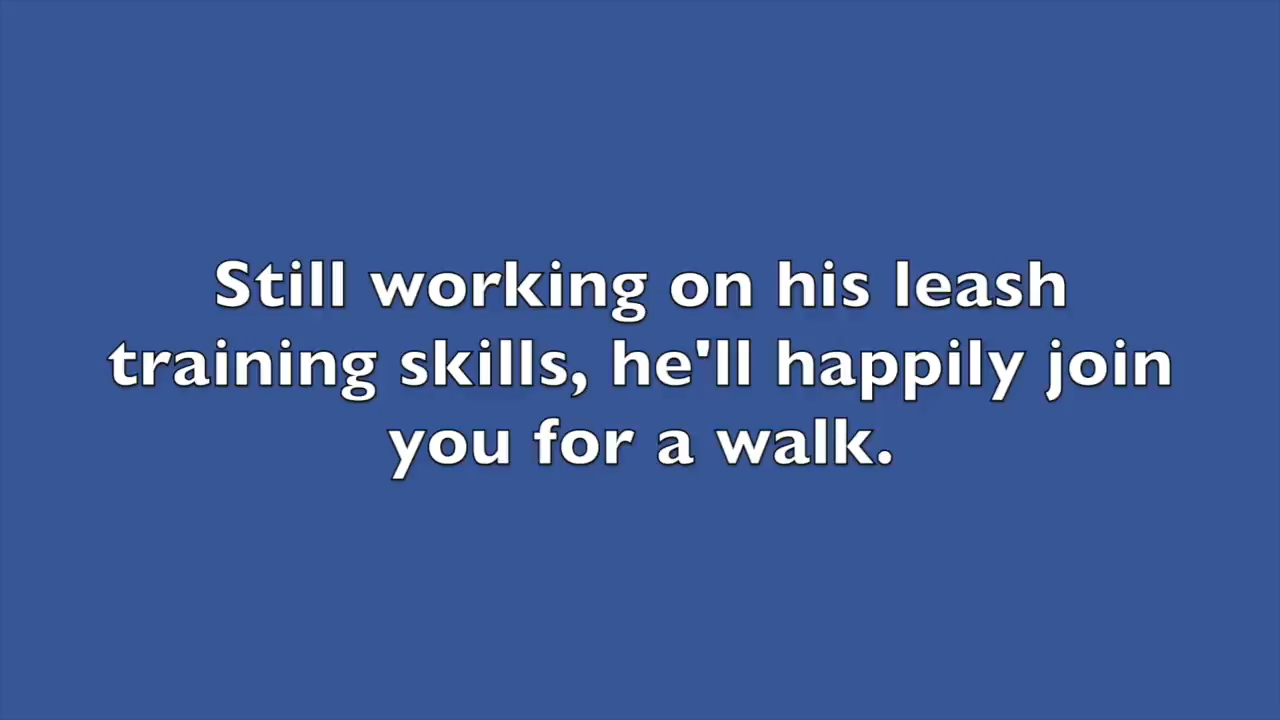 Still working on his leash
training skills, he'll happily join
you for a walk.